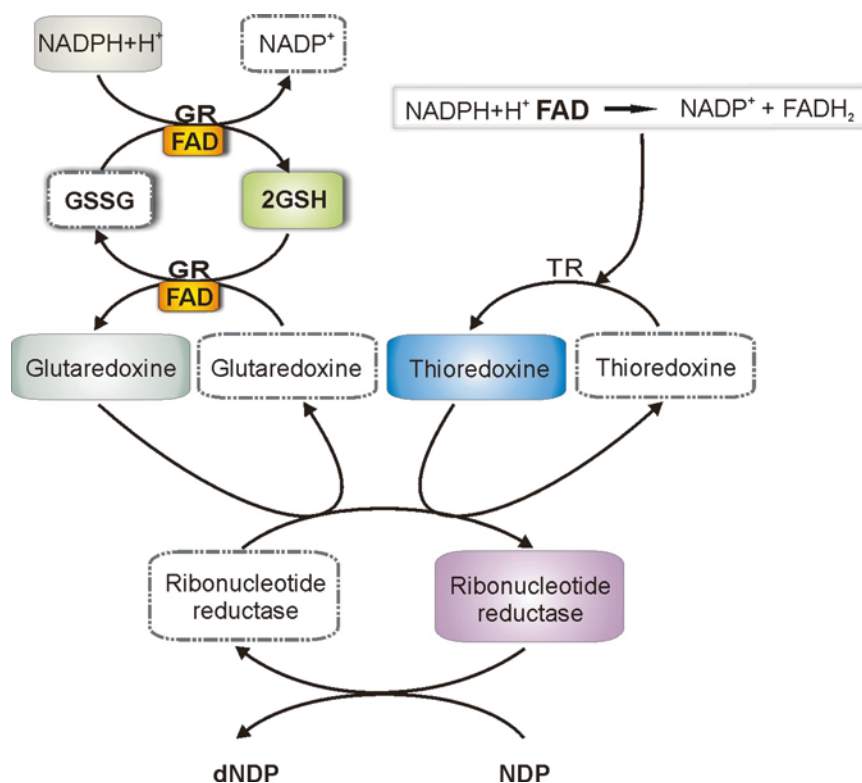 NADPH+H⁺
NADP⁺
GR
FAD
NADPH+H⁺ FAD → NADP⁺ + FADH₂
GSSG
2GSH
GR
FAD
TR
Glutaredoxine
Glutaredoxine
Thioredoxine
Thioredoxine
Ribonucleotide
reductase
Ribonucleotide
reductase
dNDP
NDP